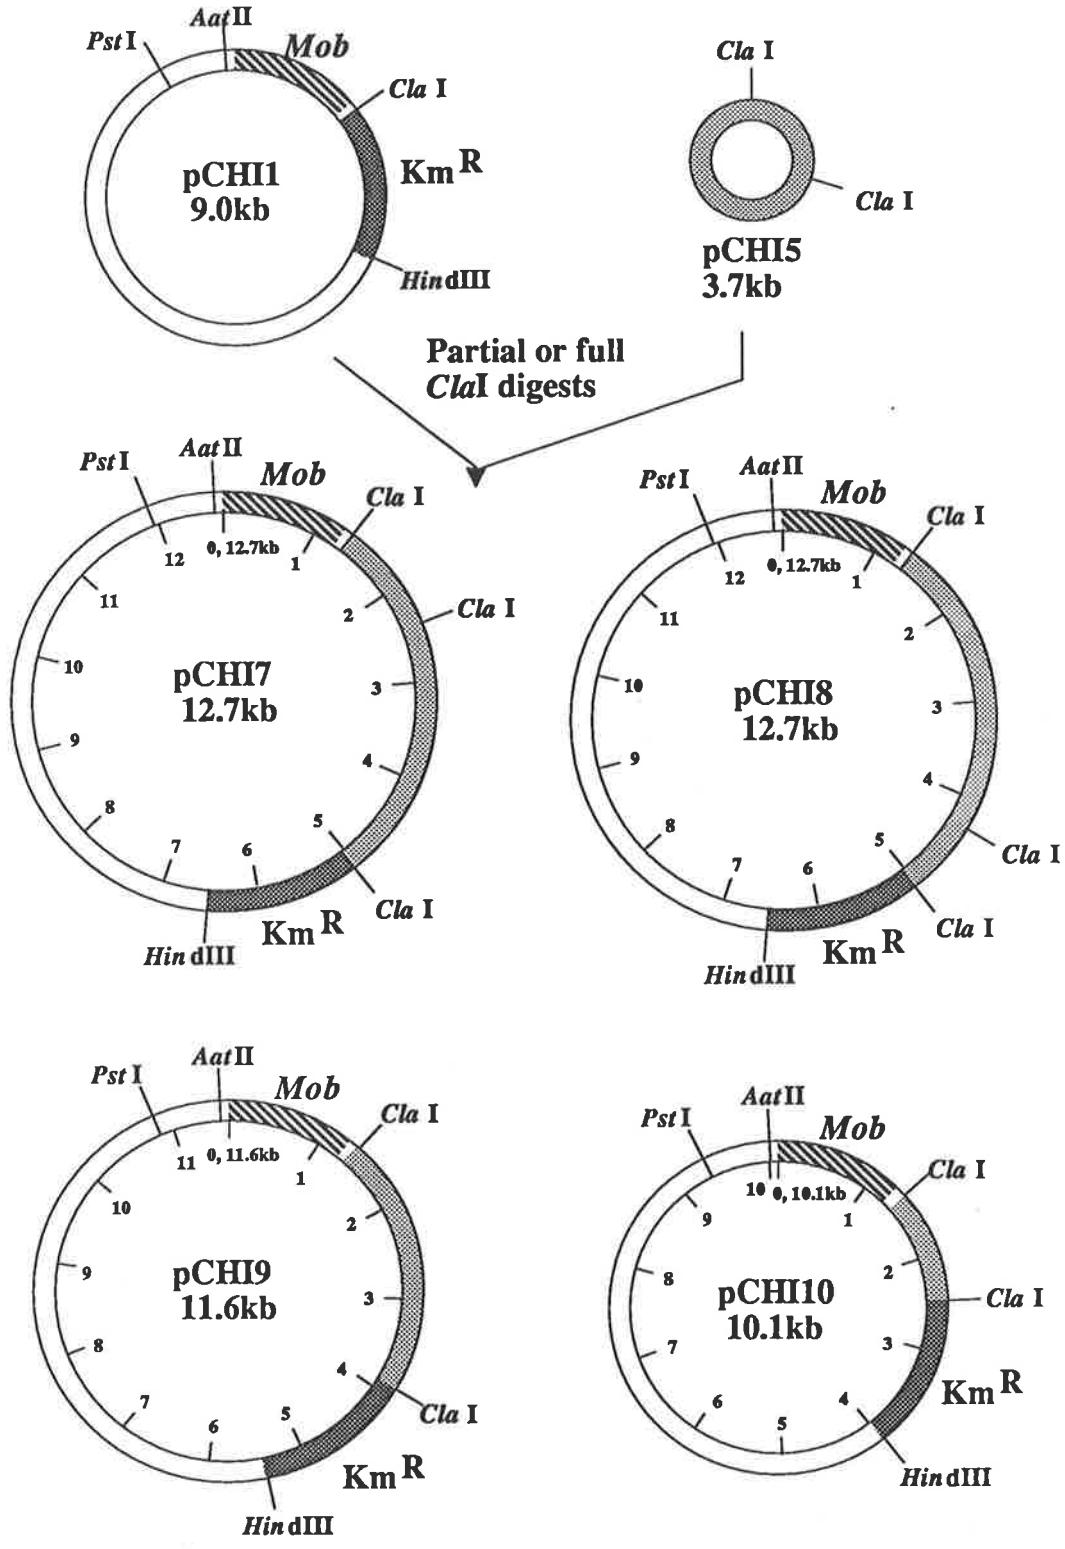 AatII
PstI
Mob
ClaI
pCHI1
9.0kb
KmR
HindIII
ClaI
ClaI
pCHI5
3.7kb
Partial or full
ClaI digests
AatII
PstI
Mob
ClaI
0, 12.7kb
12
1
11
2
ClaI
10
3
pCHI7
12.7kb
9
4
8
5
7
6
ClaI
KmR
HindIII
AatII
PstI
Mob
ClaI
0, 12.7kb
12
1
11
2
10
3
pCHI8
12.7kb
9
4
8
5
ClaI
7
6
ClaI
KmR
HindIII
AatII
PstI
Mob
ClaI
0, 11.6kb
11
1
10
2
9
3
pCHI9
11.6kb
8
4
7
5
6
ClaI
KmR
HindIII
AatII
PstI
Mob
ClaI
10
0, 10.1kb
9
1
8
2
pCHI10
10.1kb
ClaI
7
3
KmR
6
4
5
HindIII